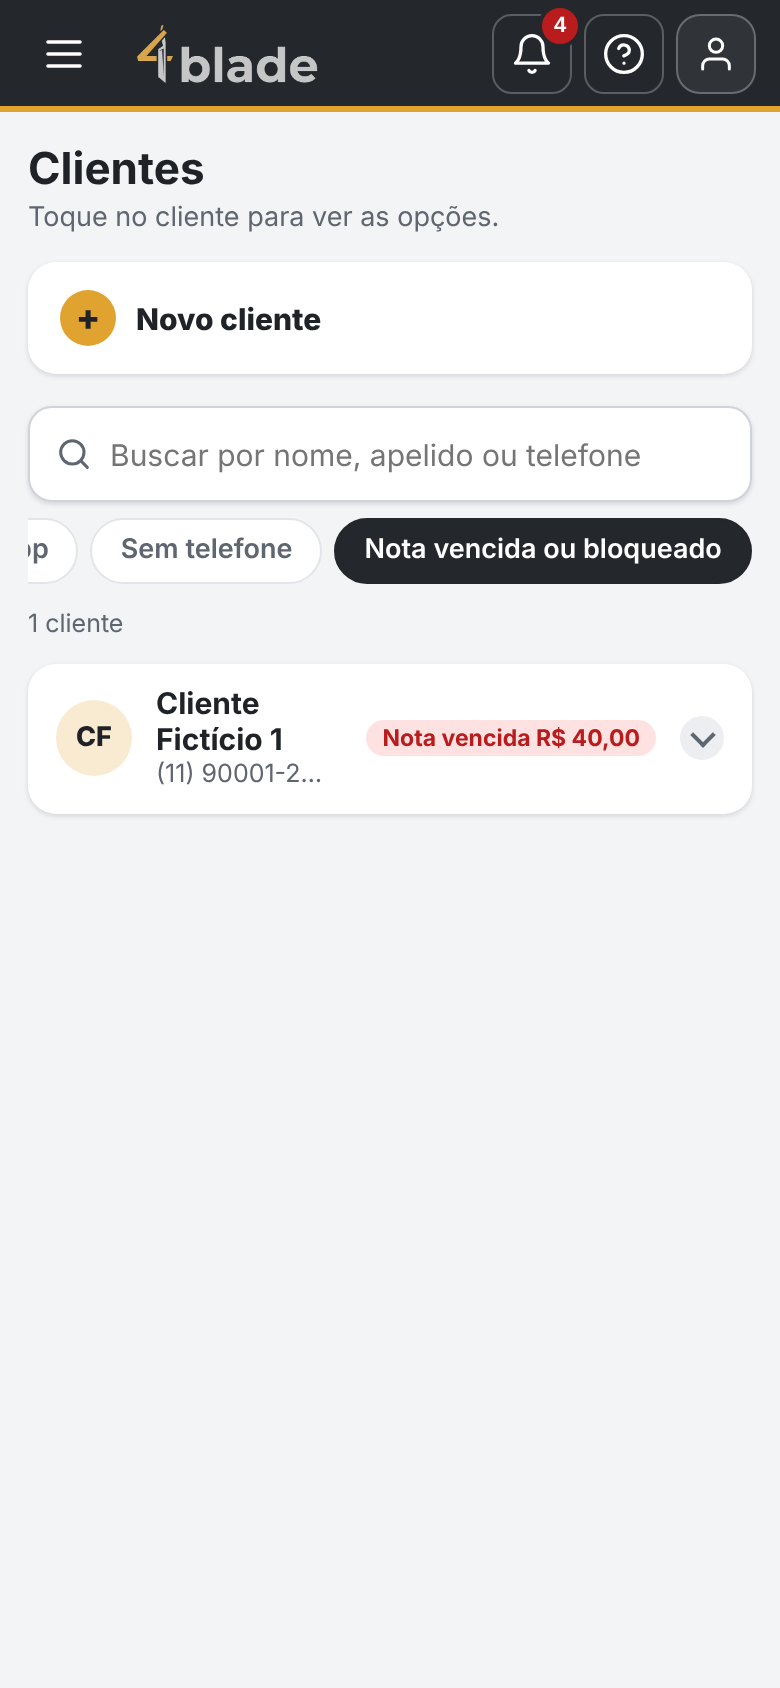 4blade
4
Clientes
Toque no cliente para ver as opções.
+ Novo cliente
Buscar por nome, apelido ou telefone
Sem telefone
Nota vencida ou bloqueado
1 cliente
CF
Cliente
Fictício 1
(11) 90001-2...
Nota vencida R$ 40,00